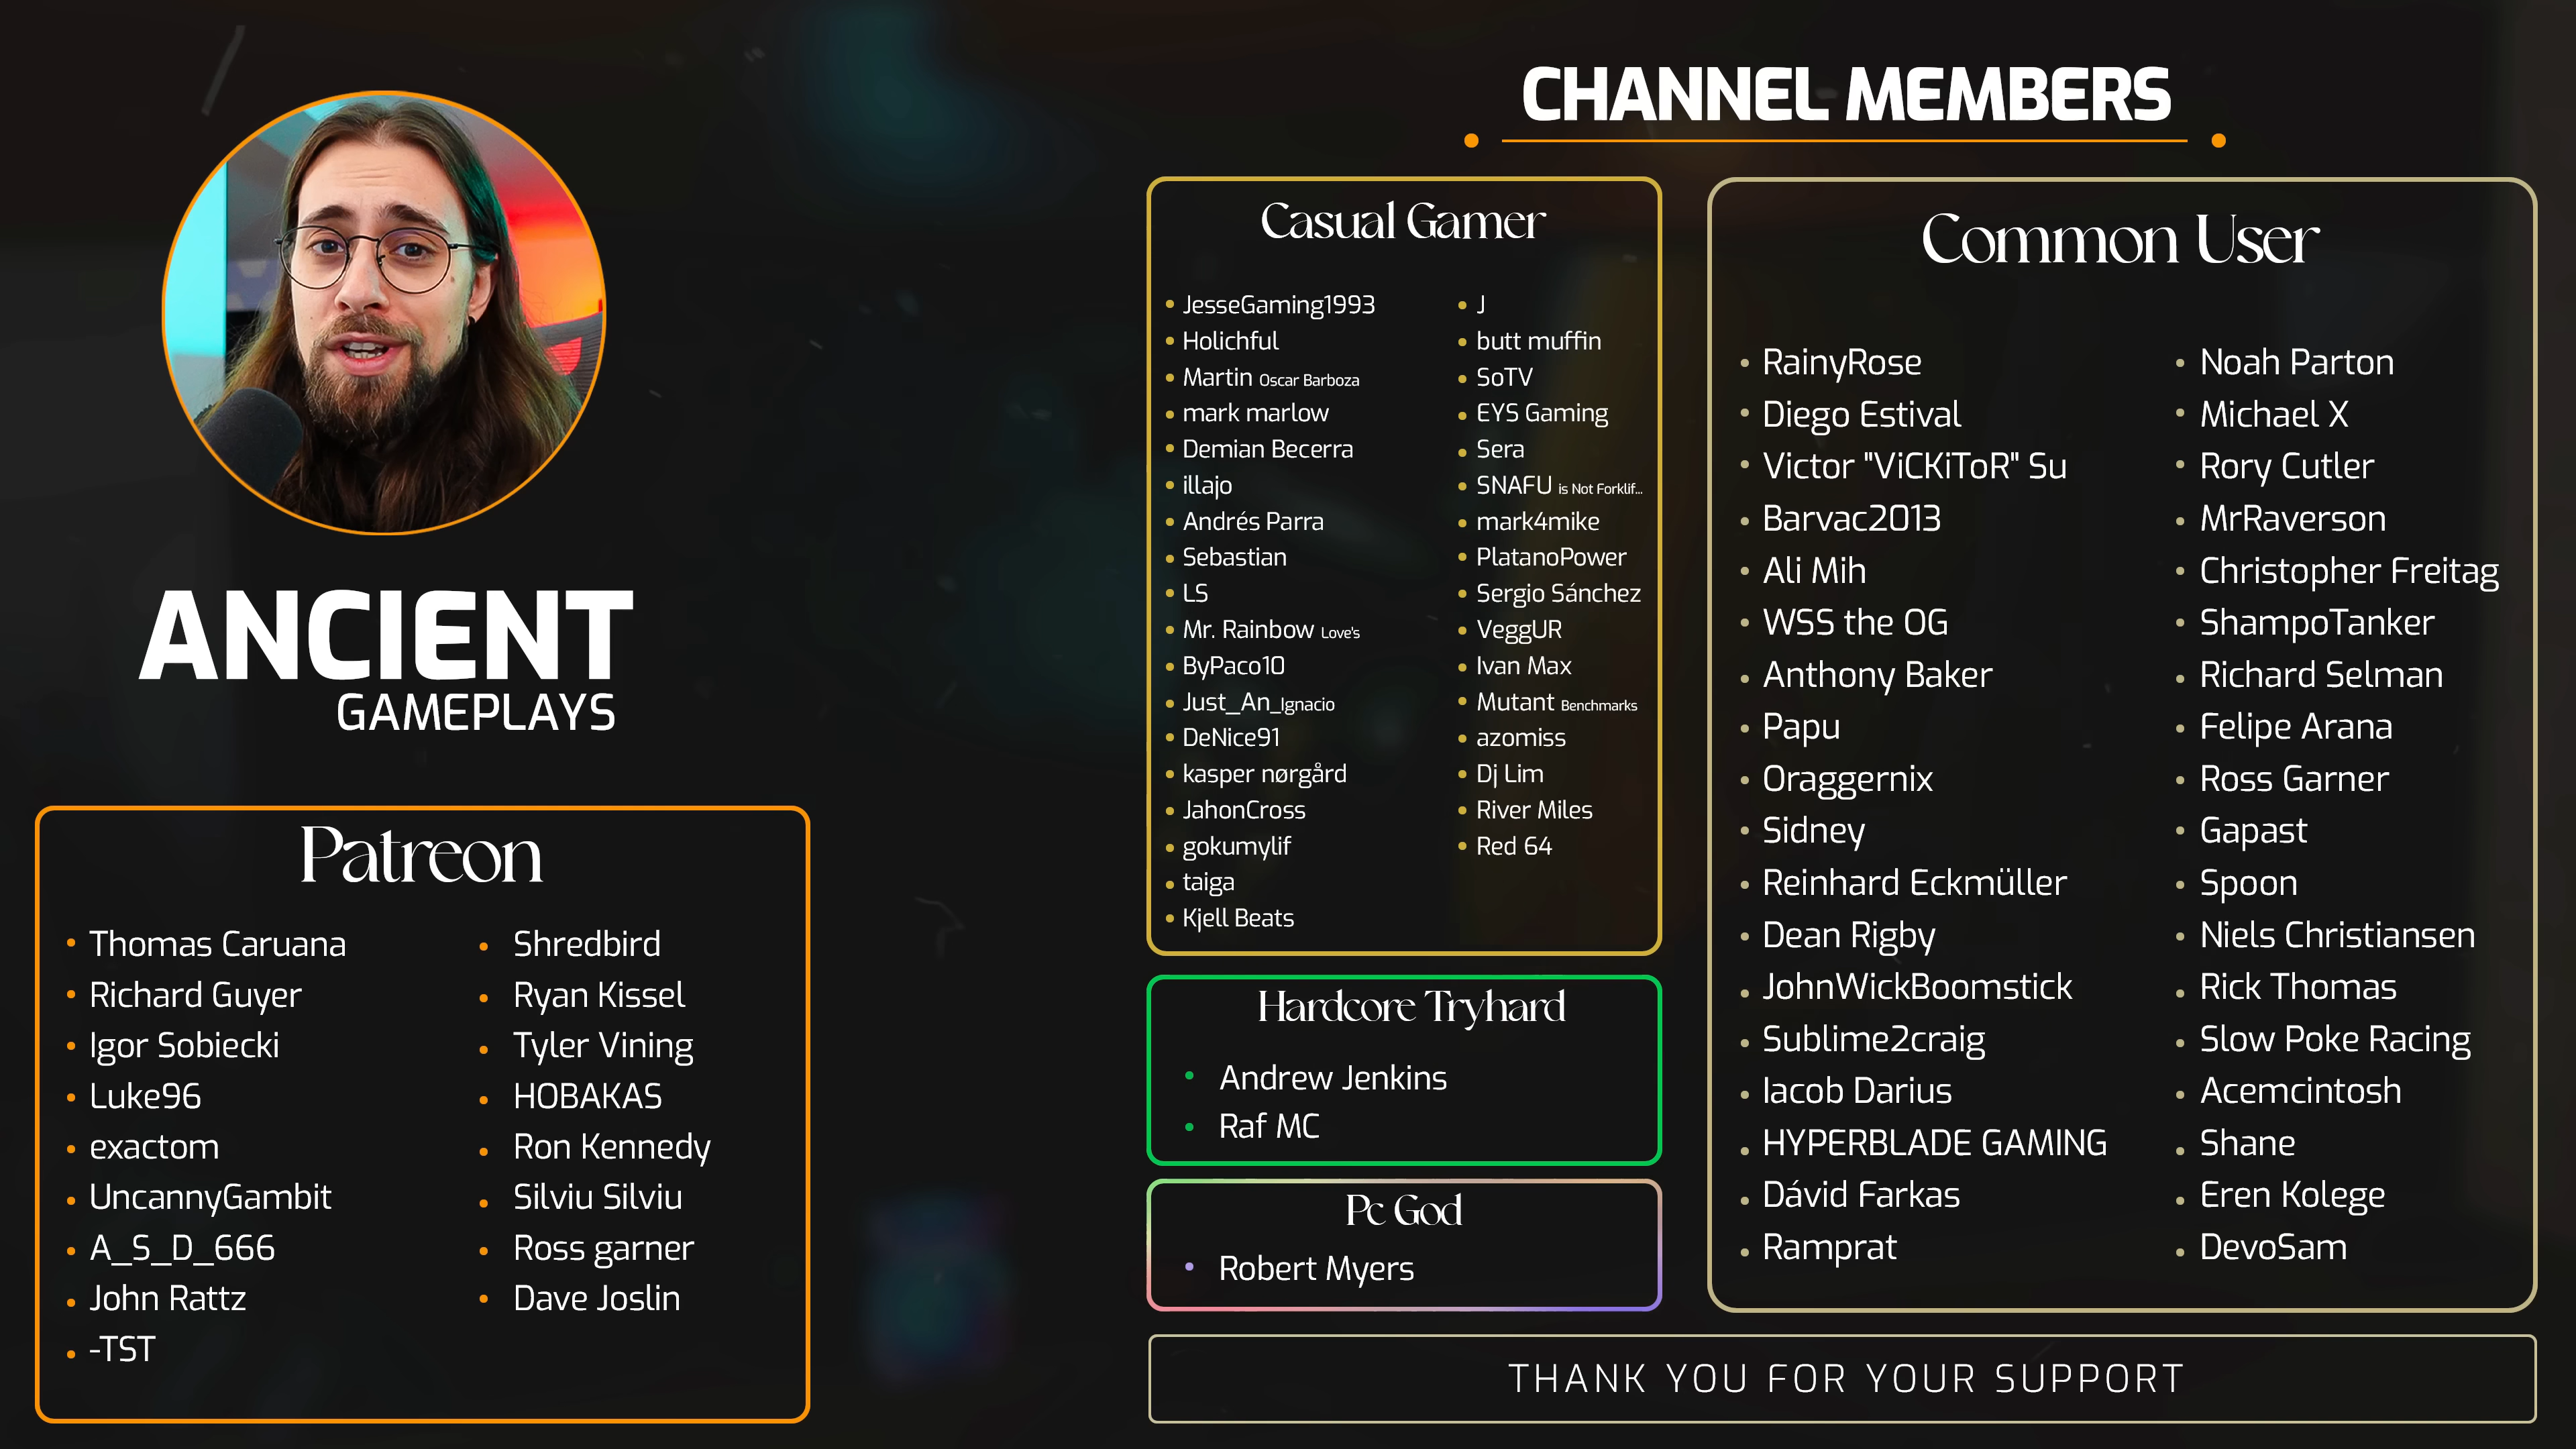 ANCIENT
GAMEPLAYS
Patreon
Thomas Caruana
Richard Guyer
Igor Sobiecki
Luke96
exactom
UncannyGambit
A_S_D_666
John Rattz
-TST
Shredbird
Ryan Kissel
Tyler Vining
HOBAKAS
Ron Kennedy
Silviu Silviu
Ross garner
Dave Joslin
CHANNEL MEMBERS
Casual Gamer
JesseGaming1993
Holichful
Martin Oscar Barboza
mark marlow
Demian Becerra
illajo
Andrés Parra
Sebastian
LS
Mr. Rainbow Love's
ByPaco10
Just_An_Ignacio
DeNice91
kasper nørgård
JahonCross
gokumylif
taiga
Kjell Beats
J
butt muffin
SoTV
EYS Gaming
Sera
SNAFU is Not Forklif...
mark4mike
PlatanoPower
Sergio Sánchez
VeggUR
Ivan Max
Mutant Benchmarks
azomiss
Dj Lim
River Miles
Red 64
Hardcore Tryhard
Andrew Jenkins
Raf MC
Pc God
Robert Myers
Common User
RainyRose
Diego Estival
Victor "ViCKiToR" Su
Barvac2013
Ali Mih
WSS the OG
Anthony Baker
Papu
Oraggernix
Sidney
Reinhard Eckmüller
Dean Rigby
JohnWickBoomstick
Sublime2craig
Iacob Darius
HYPERBLADE GAMING
Dávid Farkas
Ramprat
Noah Parton
Michael X
Rory Cutler
MrRaverson
Christopher Freitag
ShampoTanker
Richard Selman
Felipe Arana
Ross Garner
Gapast
Spoon
Niels Christiansen
Rick Thomas
Slow Poke Racing
Acemcintosh
Shane
Eren Kolege
DevoSam
THANK YOU FOR YOUR SUPPORT